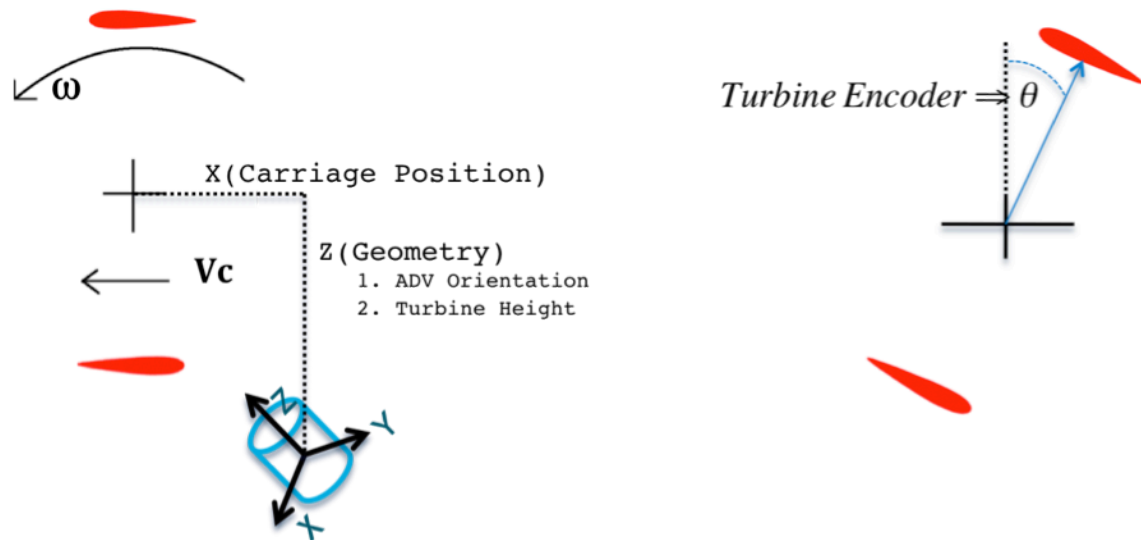 ω
X(Carriage Position)
Z(Geometry)
1. ADV Orientation
2. Turbine Height
Vc
Z
Y
X
Turbine Encoder ⇒ θ